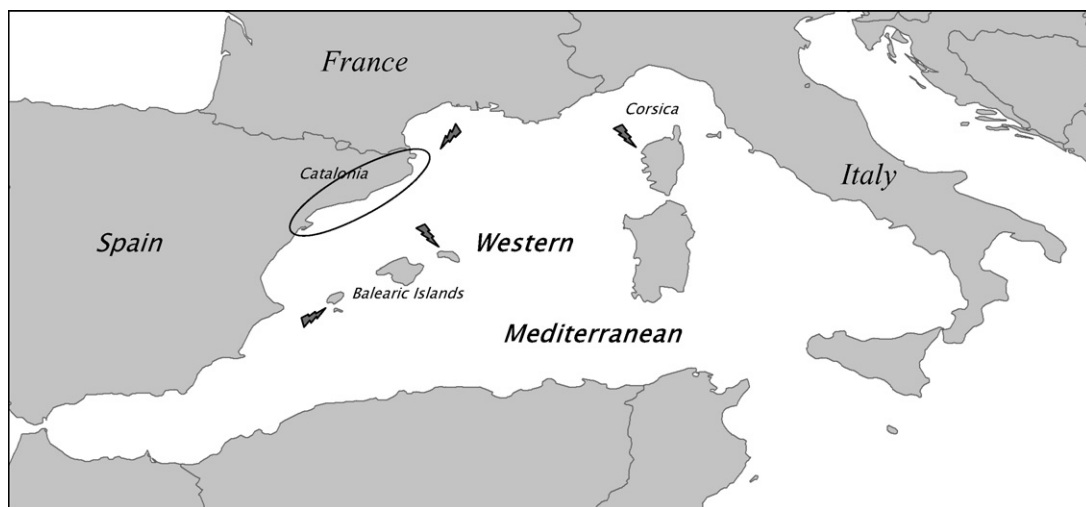 France
Corsica
Catalonia
Italy
Spain
Western
Balearic Islands
Mediterranean